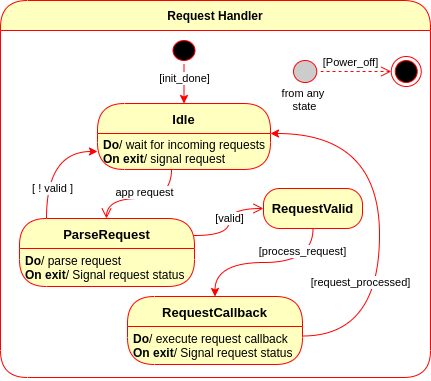 Request Handler
[init_done]
[Power_off]
from any
state
Idle
Do/ wait for incoming requests
On exit/ signal request
[ ! valid ]
app request
[valid]
RequestValid
ParseRequest
Do/ parse request
On exit/ Signal request status
[process_request]
[request_processed]
RequestCallback
Do/ execute request callback
On exit/ Signal request status